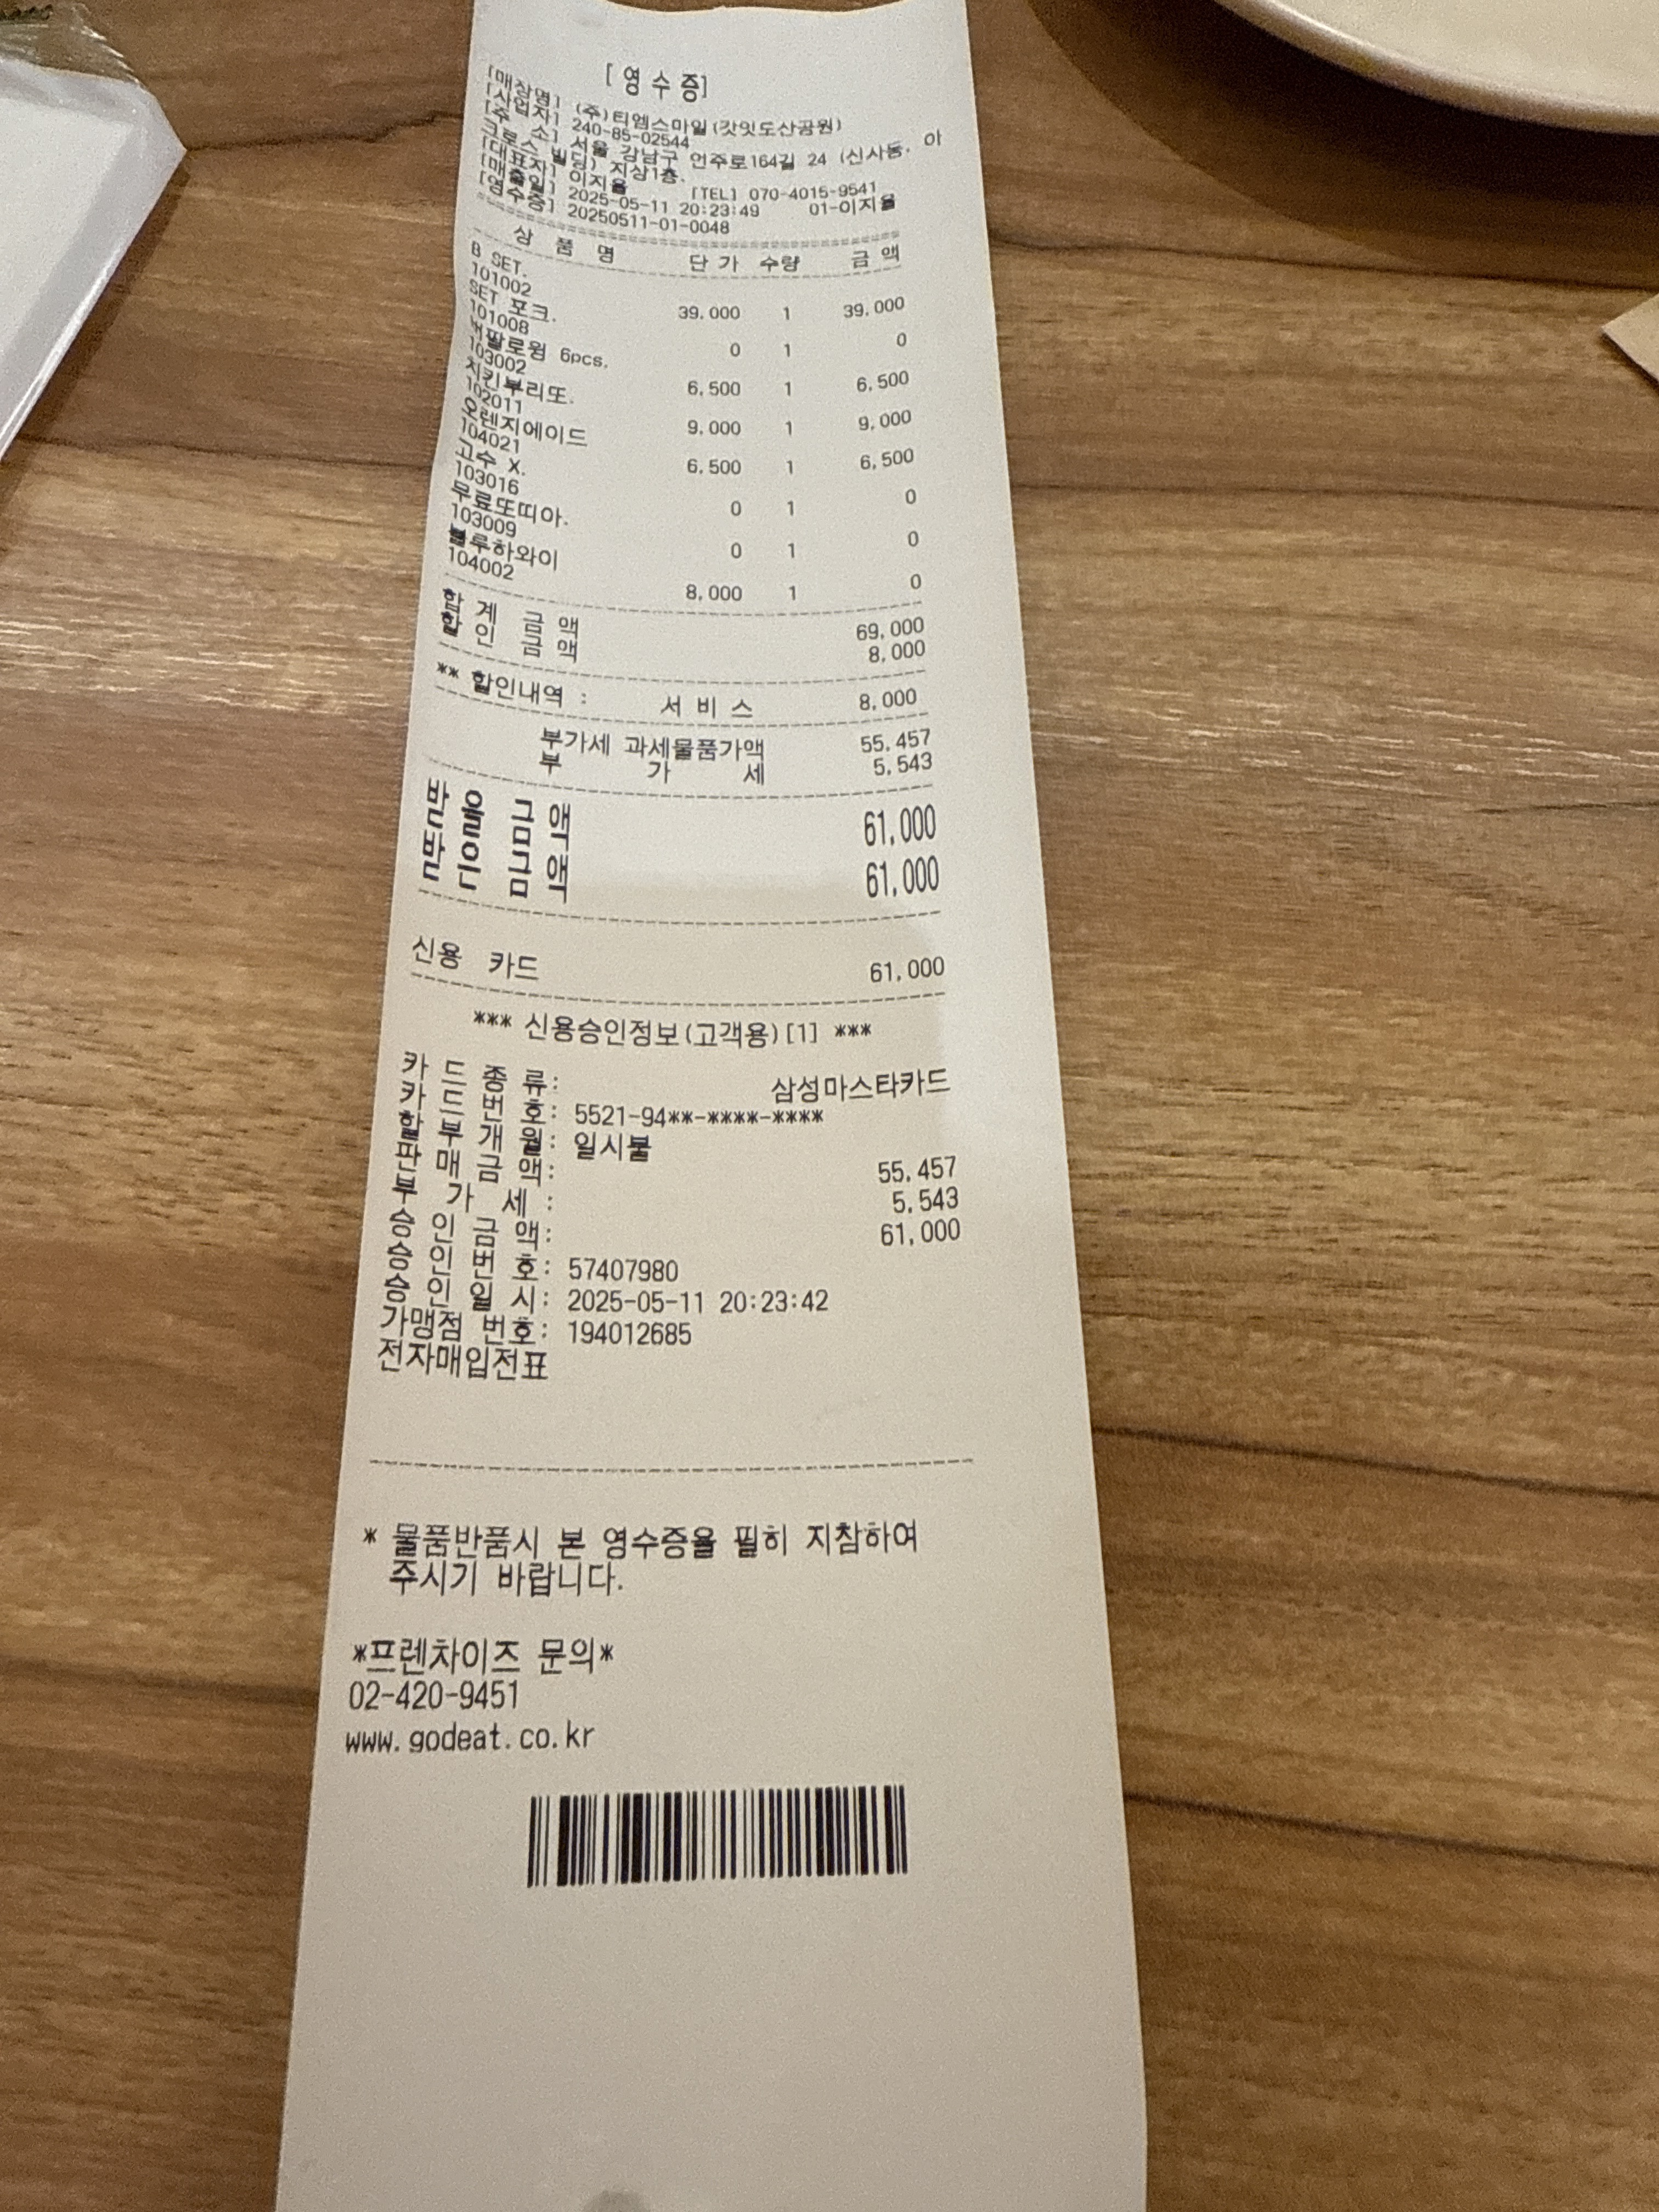 [ 영 수 증]
[매장명] (주)티엠스마일(갓잇도산공원)
[사업자] 240-85-02544
[주 소] 서울 강남구 언주로164길 24 (신사동, 아
크로스 빌딩) 지상1층.
[대표자] 이지율 [TEL] 070-4015-9541
[매출일] 2025-05-11 20:23:49 01-이지율
[영수증] 20250511-01-0048
상 품 명 단 가 수량 금 액
B SET.
101002 39,000 1 39,000
SET 포크.
101008 0 1 0
버팔로윙 6pcs.
103002 6,500 1 6,500
치킨부리또.
102011 9,000 1 9,000
오렌지에이드
104021 6,500 1 6,500
고수 X.
103016 0 1 0
무료또띠아.
103009 0 1 0
블루하와이
104002 8,000 1 0
합 계 금 액 69,000
할 인 금 액 8,000
** 할인내역 : 서 비 스 8,000
부가세 과세물품가액 55,457
부 가 세 5,543
받 을 금 액 61,000
받 은 금 액 61,000
신용 카드 61,000
*** 신용승인정보(고객용)[1] ***
카 드 종 류: 삼성마스타카드
카 드 번 호: 5521-94**-****-****
할 부 개 월: 일시불
판 매 금 액: 55,457
부 가 세 : 5,543
승 인 금 액: 61,000
승 인 번 호: 57407980
승 인 일 시: 2025-05-11 20:23:42
가맹점 번호: 194012685
전자매입전표
* 물품반품시 본 영수증을 필히 지참하여
주시기 바랍니다.
*프렌차이즈 문의*
02-420-9451
www.godeat.co.kr